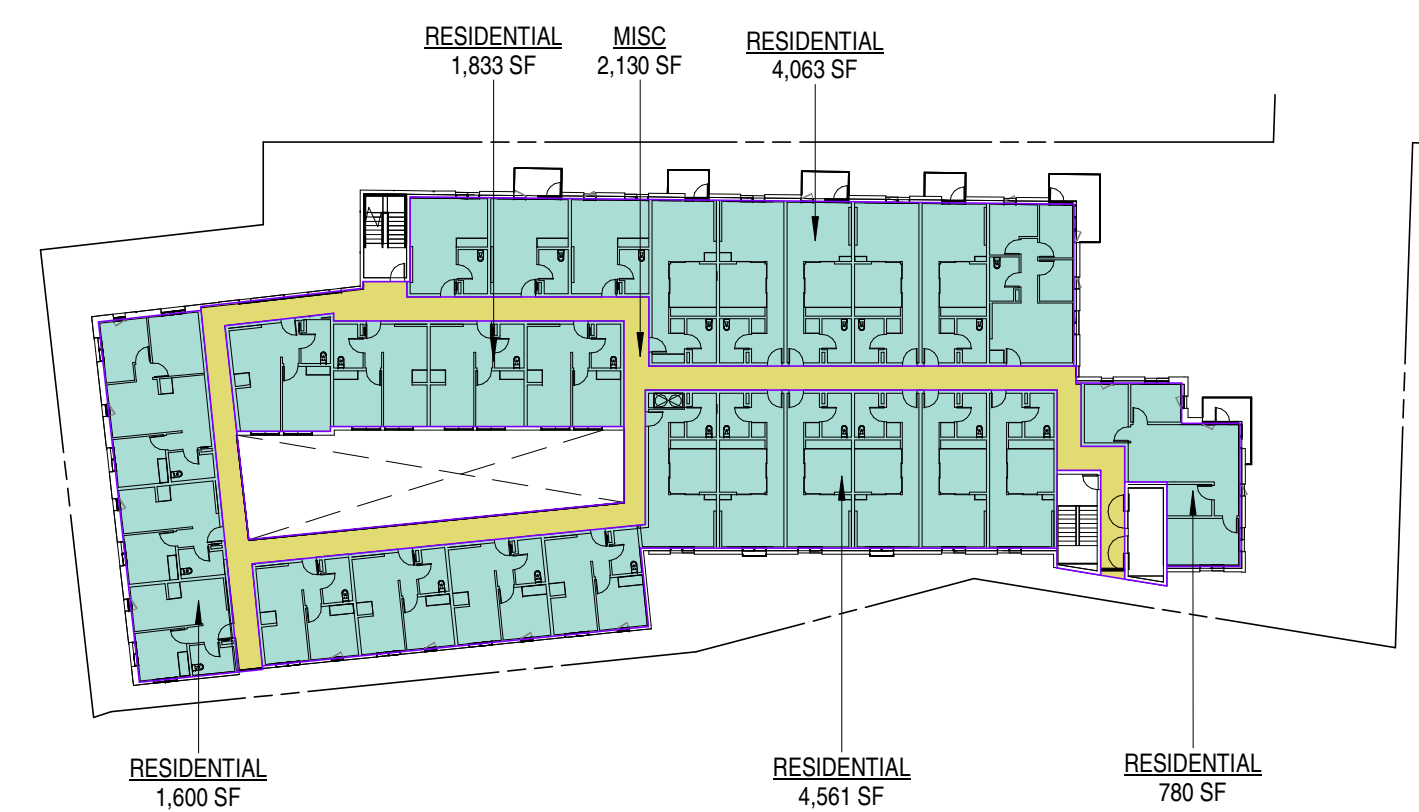 RESIDENTIAL
1,833 SF
MISC
2,130 SF
RESIDENTIAL
4,063 SF
RESIDENTIAL
1,600 SF
RESIDENTIAL
4,561 SF
RESIDENTIAL
780 SF